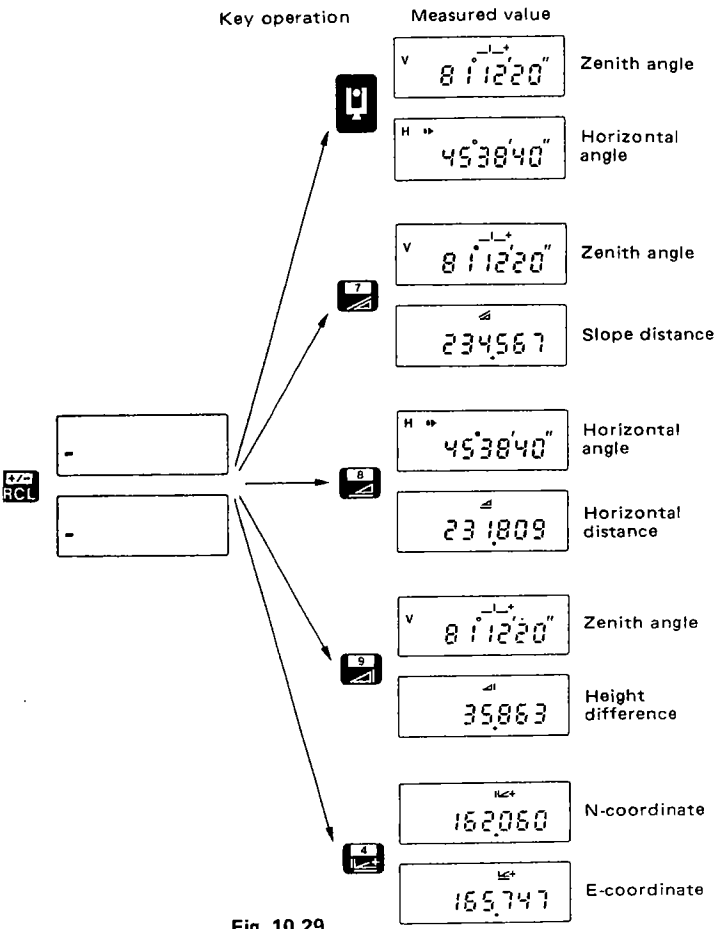 Key operation Measured value
V 81°12'20" Zenith angle
H 45°38'40" Horizontal
angle
V 81°12'20" Zenith angle
7
234.567 Slope distance
H 45°38'40" Horizontal
angle
+/-
RCL
8
231.809 Horizontal
distance
V 81°12'20" Zenith angle
9
35.863 Height
difference
162.060 N-coordinate
4
165.747 E-coordinate
Fig. 10.29